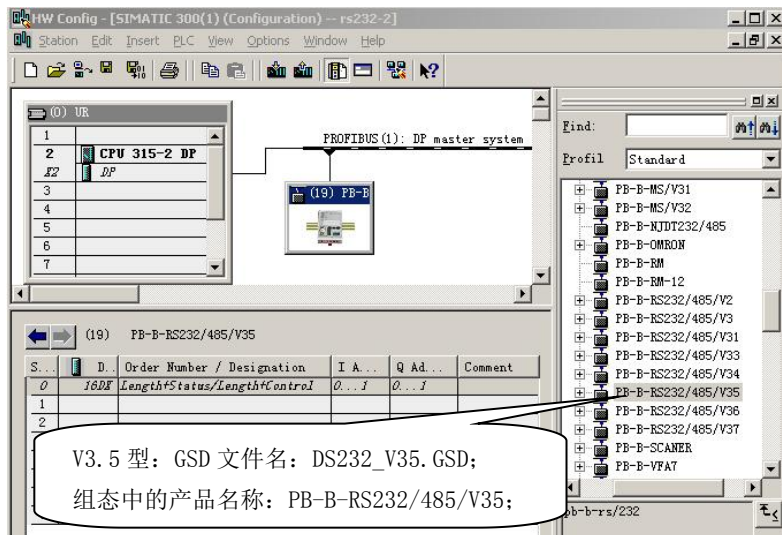 HW Config - [SIMATIC 300(1) (Configuration) -- rs232-2]
Station Edit Insert PLC View Options Window Help
(0) UR
1
2 CPU 315-2 DP
X2 DP
3
4
5
6
7
PROFIBUS(1): DP master system
(19) PB-B
(19) PB-B-RS232/485/V35
S... D.. Order Number / Designation I A... Q Ad... Comment
0 16DX Length+Status/Length+Control 0...1 0...1
1
2
V3.5 型：GSD 文件名：DS232_V35.GSD;
组态中的产品名称：PB-B-RS232/485/V35;
Find:
Profil Standard
PB-B-MS/V31
PB-B-MS/V32
PB-B-NJDT232/485
PB-B-OMRON
PB-B-RM
PB-B-RM-12
PB-B-RS232/485/V2
PB-B-RS232/485/V3
PB-B-RS232/485/V31
PB-B-RS232/485/V33
PB-B-RS232/485/V34
PB-B-RS232/485/V35
PB-B-RS232/485/V36
PB-B-RS232/485/V37
PB-B-SCANER
PB-B-VFA7
pb-b-rs/232